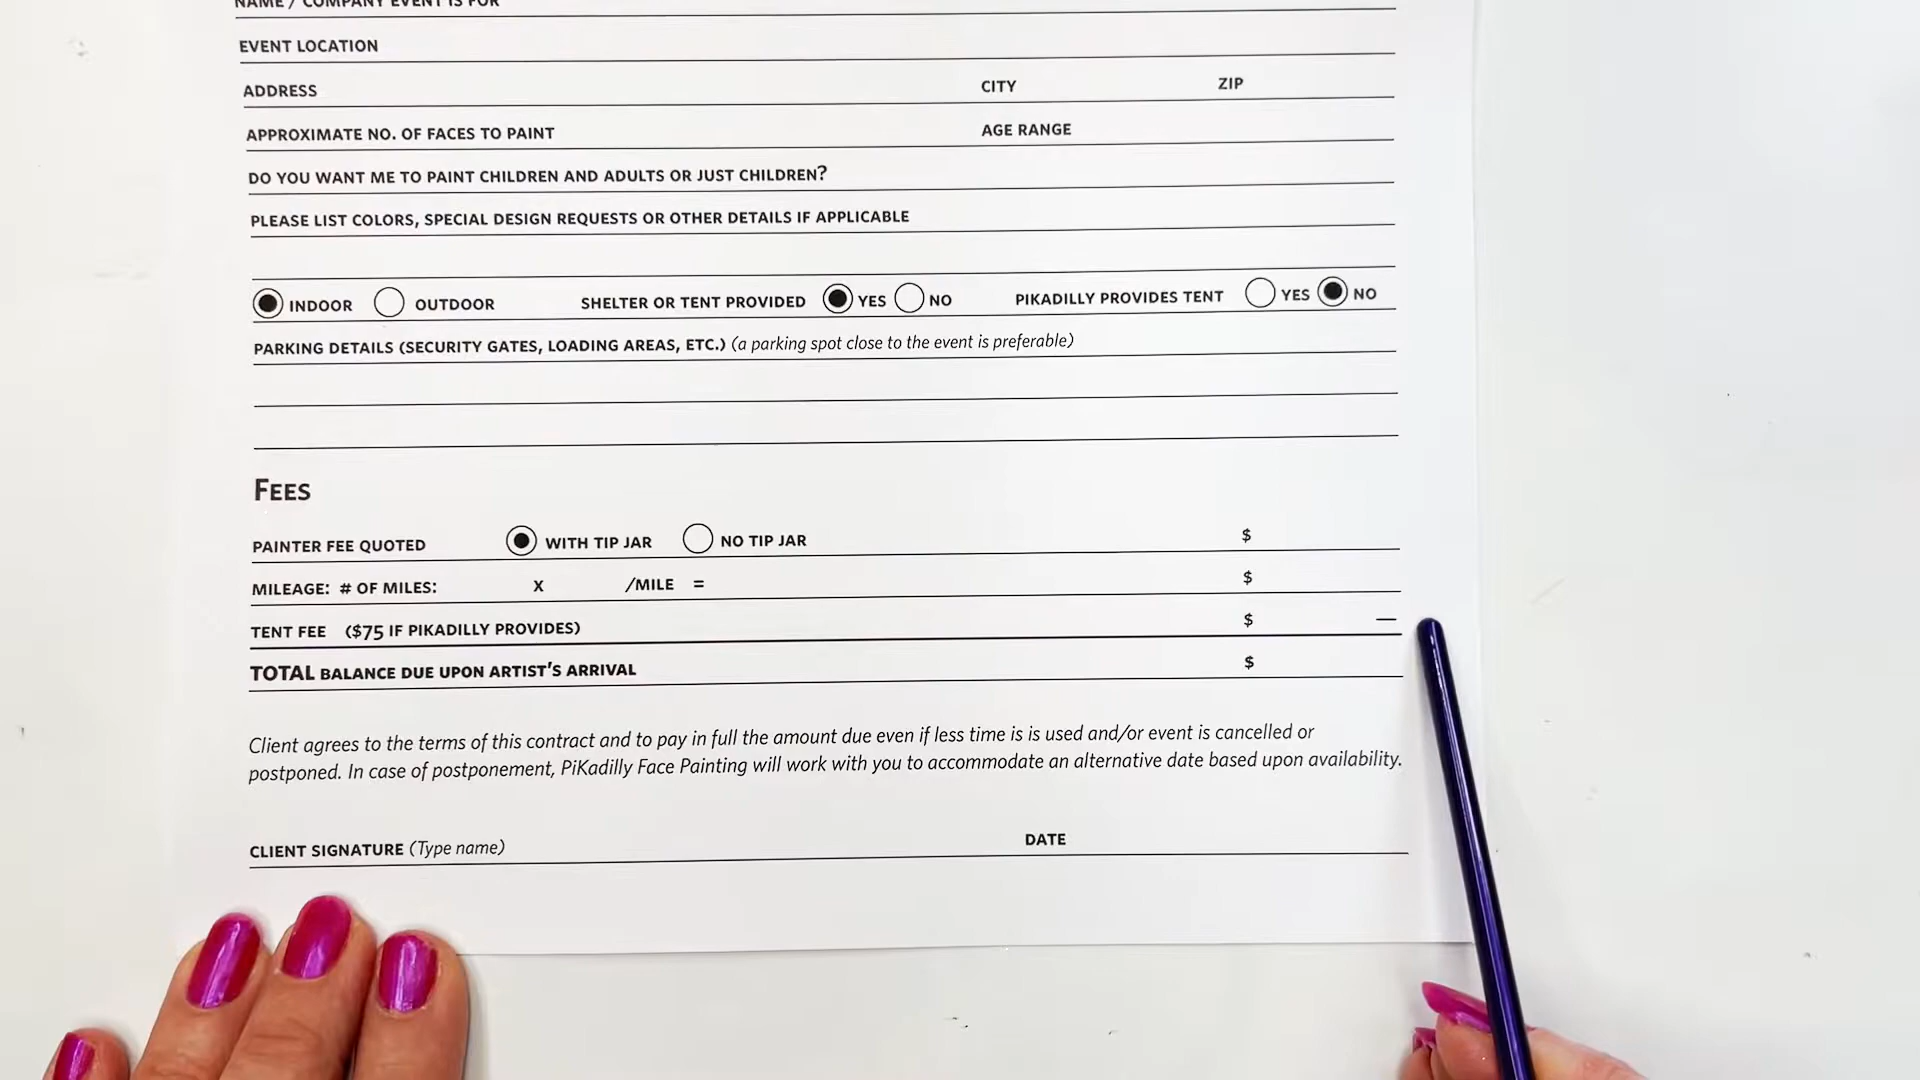 NAME / COMPANY EVENT IS FOR
EVENT LOCATION
ADDRESS CITY ZIP
APPROXIMATE NO. OF FACES TO PAINT AGE RANGE
DO YOU WANT ME TO PAINT CHILDREN AND ADULTS OR JUST CHILDREN?
PLEASE LIST COLORS, SPECIAL DESIGN REQUESTS OR OTHER DETAILS IF APPLICABLE
INDOOR OUTDOOR SHELTER OR TENT PROVIDED YES NO PIKADILLY PROVIDES TENT YES NO
PARKING DETAILS (SECURITY GATES, LOADING AREAS, ETC.) (a parking spot close to the event is preferable)
FEES
PAINTER FEE QUOTED WITH TIP JAR NO TIP JAR $
MILEAGE: # OF MILES: X /MILE = $
TENT FEE ($75 IF PIKADILLY PROVIDES) $ —
TOTAL BALANCE DUE UPON ARTIST'S ARRIVAL $
Client agrees to the terms of this contract and to pay in full the amount due even if less time is is used and/or event is cancelled or
postponed. In case of postponement, PiKadilly Face Painting will work with you to accommodate an alternative date based upon availability.
CLIENT SIGNATURE (Type name) DATE